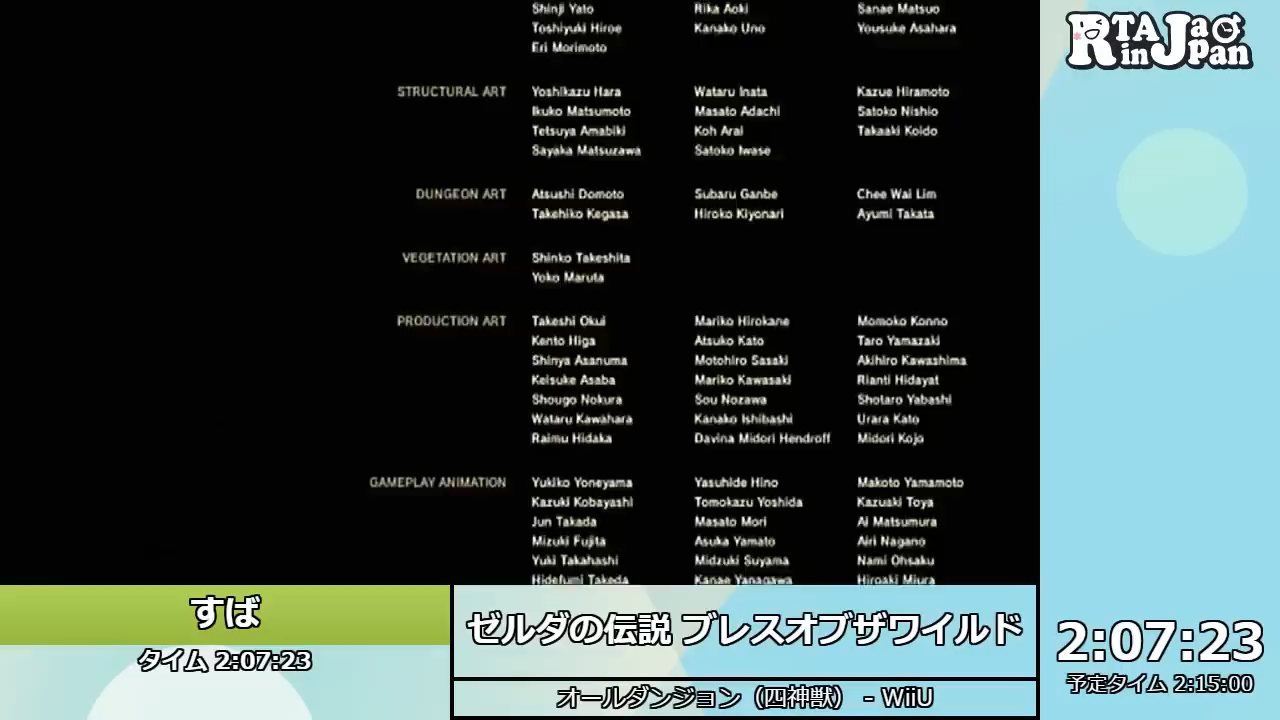 Shinji Yato Rika Aoki Sanae Matsuo
Toshiyuki Hiroe Kanako Uno Yousuke Asahara
Eri Morimoto
STRUCTURAL ART Yoshikazu Hara Wataru Inata Kazue Hiramoto
Ikuko Matsumoto Masato Adachi Satoko Nishio
Tetsuya Amabiki Koh Arai Takaaki Koido
Sayaka Matsuzawa Satoko Iwase
DUNGEON ART Atsushi Domoto Subaru Ganbe Chee Wai Lim
Takehiko Kegasa Hiroko Kiyonari Ayumi Takata
VEGETATION ART Shinko Takeshita
Yoko Maruta
PRODUCTION ART Takeshi Okui Mariko Hirokane Momoko Konno
Kento Higa Atsuko Kato Taro Yamazaki
Shinya Asanuma Motohiro Sasaki Akihiro Kawashima
Keisuke Asaba Mariko Kawasaki Rianti Hidayat
Shougo Nokura Sou Nozawa Shotaro Yabashi
Wataru Kawahara Kanako Ishibashi Urara Kato
Raimu Hidaka Davina Midori Hendroff Midori Kojo
GAMEPLAY ANIMATION Yukiko Yoneyama Yasuhide Hino Makoto Yamamoto
Kazuki Kobayashi Tomokazu Yoshida Kazuaki Toya
Jun Takada Masato Mori Ai Matsumura
Mizuki Fujita Asuka Yamato Airi Nagano
Yuki Takahashi Midzuki Suyama Nami Ohsaku
Hidefumi Takeda Kanae Yanagawa Hiroaki Miura
RTA in Japan
すば
タイム 2:07:23
ゼルダの伝説 ブレスオブザワイルド
オールダンジョン（四神獣） - WiiU
2:07:23
予定タイム 2:15:00